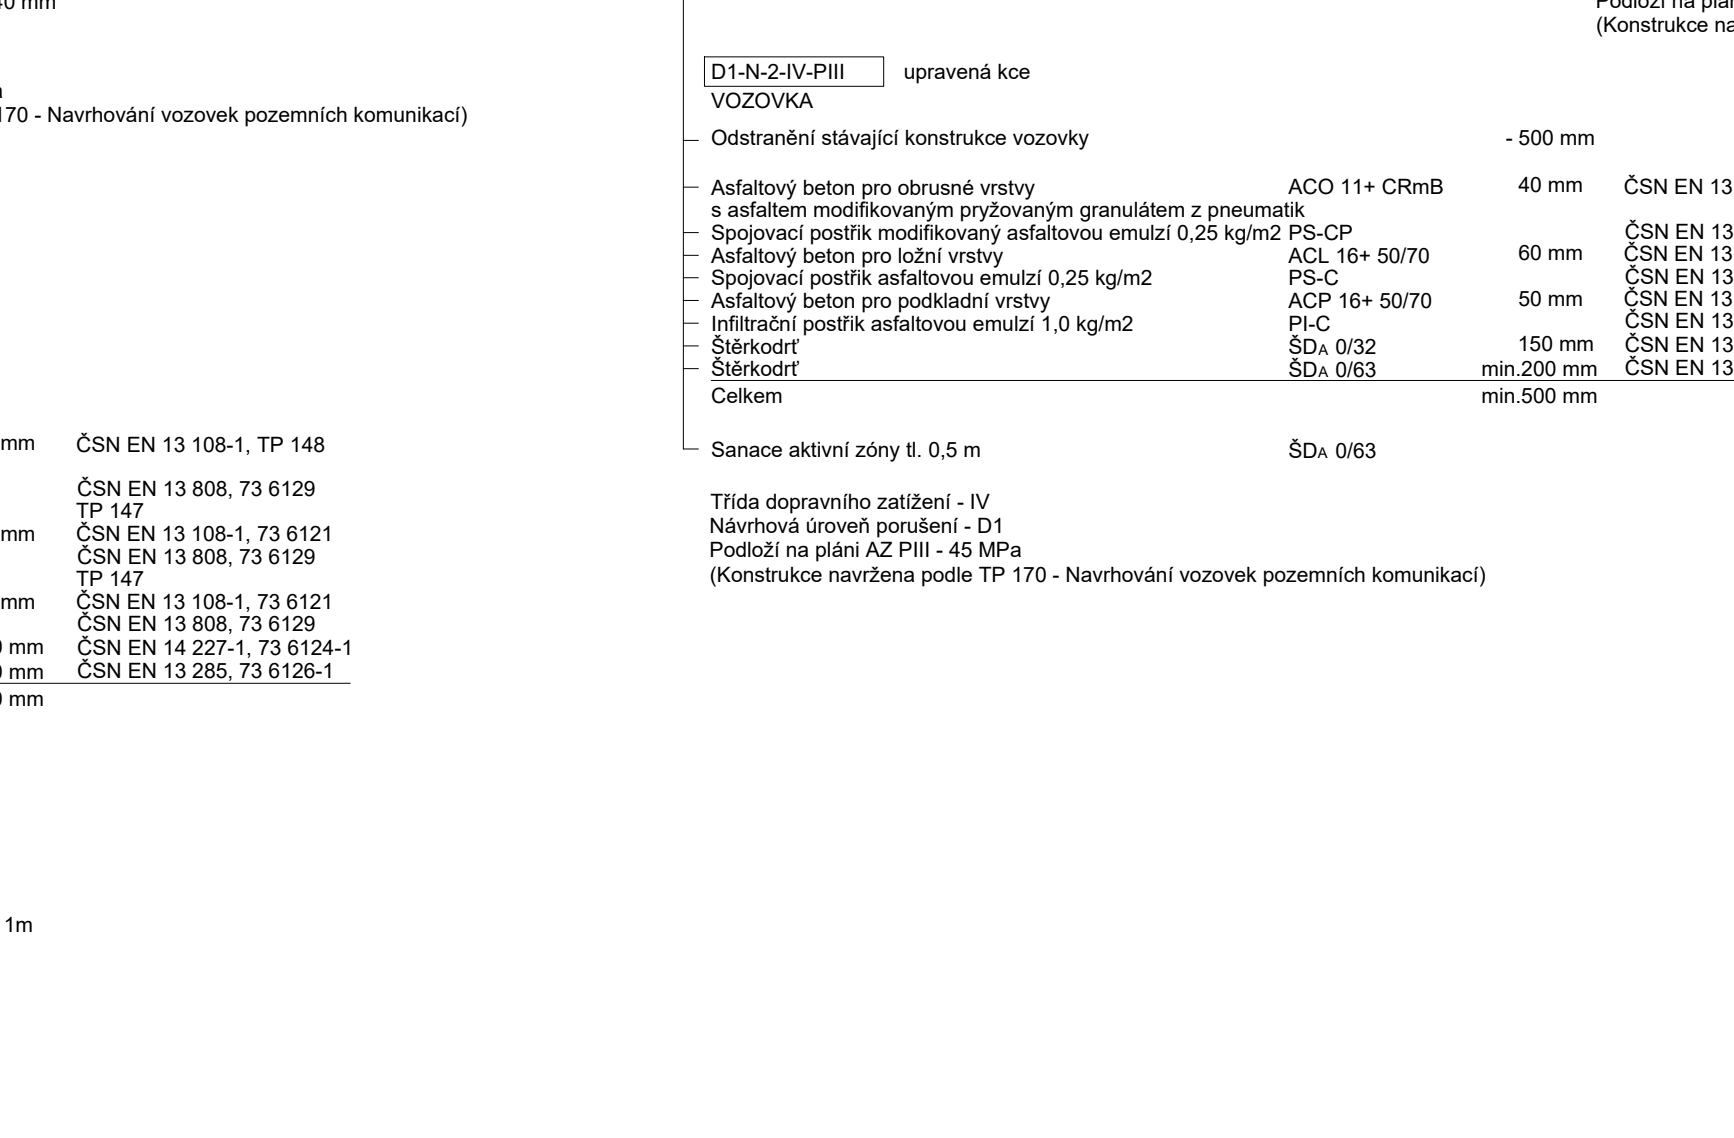 40 mm
170 - Navrhování vozovek pozemních komunikací)
mm ČSN EN 13 108-1, TP 148
ČSN EN 13 808, 73 6129
TP 147
mm ČSN EN 13 108-1, 73 6121
ČSN EN 13 808, 73 6129
TP 147
mm ČSN EN 13 108-1, 73 6121
ČSN EN 13 808, 73 6129
0 mm ČSN EN 14 227-1, 73 6124-1
0 mm ČSN EN 13 285, 73 6126-1
0 mm
1m
D1-N-2-IV-PIII upravená kce
VOZOVKA
Odstranění stávající konstrukce vozovky - 500 mm
Asfaltový beton pro obrusné vrstvy ACO 11+ CRmB 40 mm ČSN EN 13
s asfaltem modifikovaným pryžovaným granulátem z pneumatik
Spojovací postřik modifikovaný asfaltovou emulzí 0,25 kg/m2 PS-CP ČSN EN 13
Asfaltový beton pro ložní vrstvy ACL 16+ 50/70 60 mm ČSN EN 13
Spojovací postřik asfaltovou emulzí 0,25 kg/m2 PS-C ČSN EN 13
Asfaltový beton pro podkladní vrstvy ACP 16+ 50/70 50 mm ČSN EN 13
Infiltrační postřik asfaltovou emulzí 1,0 kg/m2 PI-C ČSN EN 13
Štěrkodrť ŠDA 0/32 150 mm ČSN EN 13
Štěrkodrť ŠDA 0/63 min.200 mm ČSN EN 13
Celkem min.500 mm
Sanace aktivní zóny tl. 0,5 m ŠDA 0/63
Třída dopravního zatížení - IV
Návrhová úroveň porušení - D1
Podloží na pláni AZ PIII - 45 MPa
(Konstrukce navržena podle TP 170 - Navrhování vozovek pozemních komunikací)
Podloží na plán
(Konstrukce na